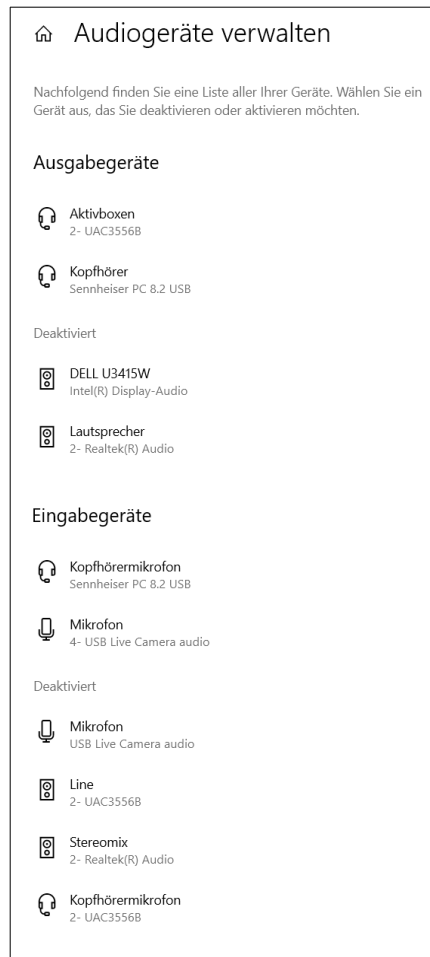 Audiogeräte verwalten
Nachfolgend finden Sie eine Liste aller Ihrer Geräte. Wählen Sie ein
Gerät aus, das Sie deaktivieren oder aktivieren möchten.
Ausgabegeräte
Aktivboxen
2- UAC3556B
Kopfhörer
Sennheiser PC 8.2 USB
Deaktiviert
DELL U3415W
Intel(R) Display-Audio
Lautsprecher
2- Realtek(R) Audio
Eingabegeräte
Kopfhörermikrofon
Sennheiser PC 8.2 USB
Mikrofon
4- USB Live Camera audio
Deaktiviert
Mikrofon
USB Live Camera audio
Line
2- UAC3556B
Stereomix
2- Realtek(R) Audio
Kopfhörermikrofon
2- UAC3556B